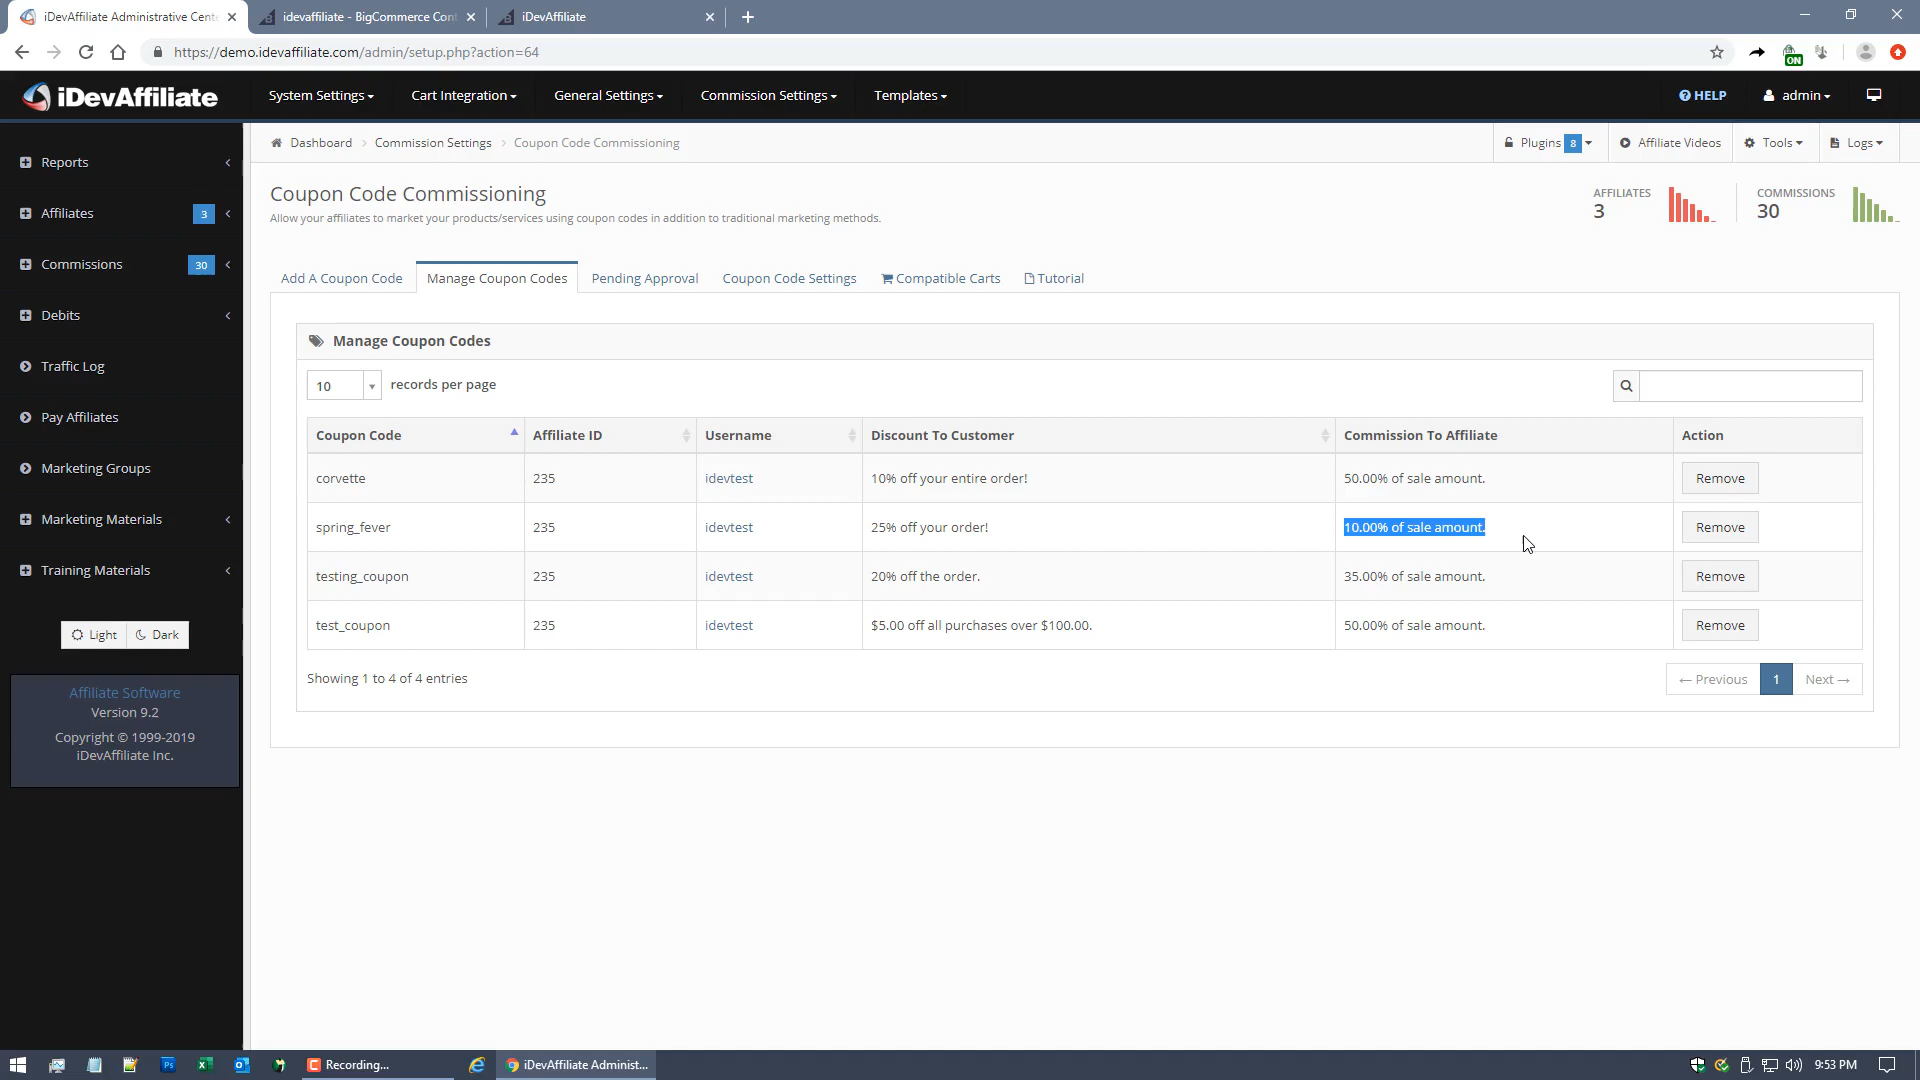 iDevAffiliate Administrative Cente
idevaffiliate - BigCommerce Cont
iDevAffiliate
https://demo.idevaffiliate.com/admin/setup.php?action=64
ON
iDevAffiliate
System Settings
Cart Integration
General Settings
Commission Settings
Templates
HELP
admin
Reports
Affiliates 3
Commissions 30
Debits
Traffic Log
Pay Affiliates
Marketing Groups
Marketing Materials
Training Materials
Light Dark
Affiliate Software
Version 9.2
Copyright © 1999-2019
iDevAffiliate Inc.
Dashboard > Commission Settings > Coupon Code Commissioning
Plugins 8
Affiliate Videos
Tools
Logs
Coupon Code Commissioning
Allow your affiliates to market your products/services using coupon codes in addition to traditional marketing methods.
AFFILIATES
3
COMMISSIONS
30
Add A Coupon Code
Manage Coupon Codes
Pending Approval
Coupon Code Settings
Compatible Carts
Tutorial
Manage Coupon Codes
10 records per page
Coupon Code Affiliate ID Username Discount To Customer Commission To Affiliate Action
corvette 235 idevtest 10% off your entire order! 50.00% of sale amount. Remove
spring_fever 235 idevtest 25% off your order! 10.00% of sale amount. Remove
testing_coupon 235 idevtest 20% off the order. 35.00% of sale amount. Remove
test_coupon 235 idevtest $5.00 off all purchases over $100.00. 50.00% of sale amount. Remove
Showing 1 to 4 of 4 entries
← Previous 1 Next →
Ps
Recording...
iDevAffiliate Administ...
9:53 PM